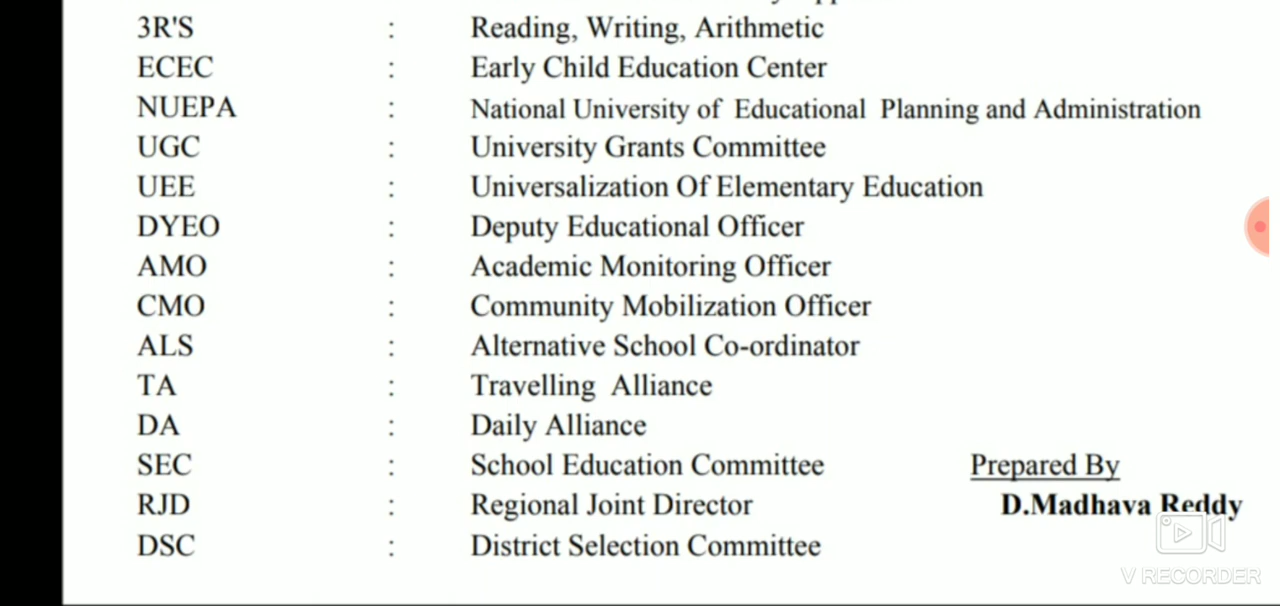 3R'S : Reading, Writing, Arithmetic
ECEC : Early Child Education Center
NUEPA : National University of Educational Planning and Administration
UGC : University Grants Committee
UEE : Universalization Of Elementary Education
DYEO : Deputy Educational Officer
AMO : Academic Monitoring Officer
CMO : Community Mobilization Officer
ALS : Alternative School Co-ordinator
TA : Travelling Alliance
DA : Daily Alliance
SEC : School Education Committee Prepared By
RJD : Regional Joint Director D.Madhava Reddy
DSC : District Selection Committee
V RECORDER